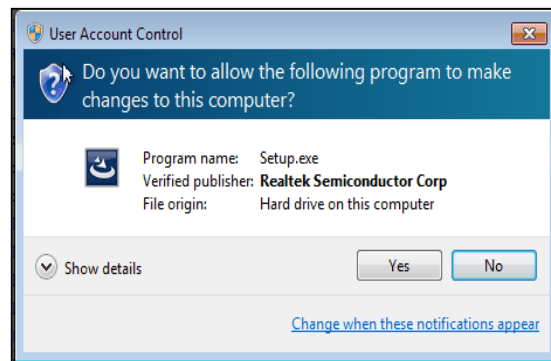 User Account Control
Do you want to allow the following program to make
changes to this computer?
Program name: Setup.exe
Verified publisher: Realtek Semiconductor Corp
File origin: Hard drive on this computer
Show details Yes No
Change when these notifications appear